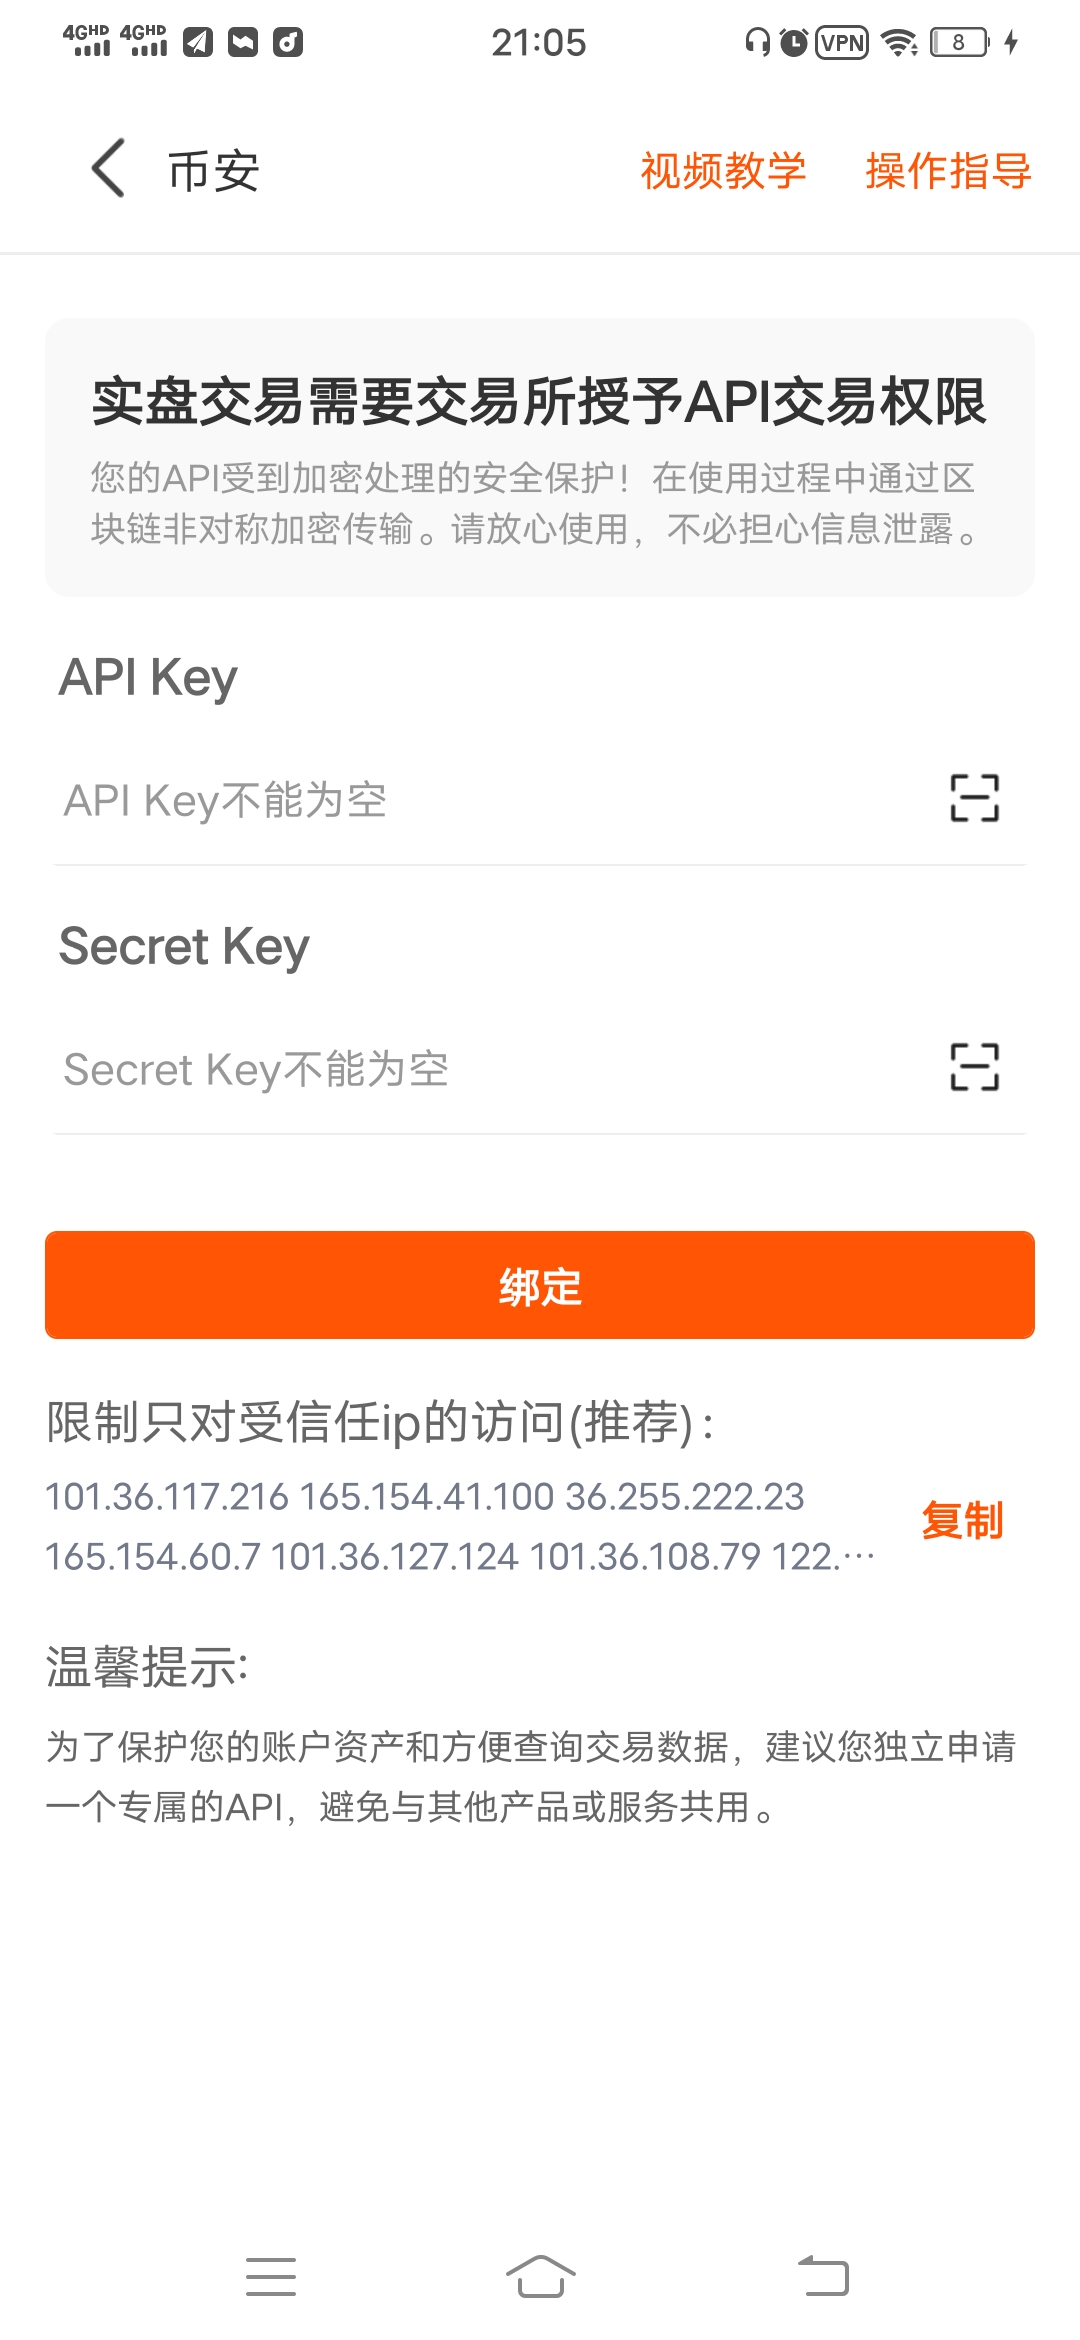 4GHD 4GHD 21:05 VPN 8
币安 视频教学 操作指导
实盘交易需要交易所授予API交易权限
您的API受到加密处理的安全保护！在使用过程中通过区
块链非对称加密传输。请放心使用，不必担心信息泄露。
API Key
API Key不能为空
Secret Key
Secret Key不能为空
绑定
限制只对受信任ip的访问(推荐)：
101.36.117.216 165.154.41.100 36.255.222.23
165.154.60.7 101.36.127.124 101.36.108.79 122.…
复制
温馨提示:
为了保护您的账户资产和方便查询交易数据，建议您独立申请
一个专属的API，避免与其他产品或服务共用。